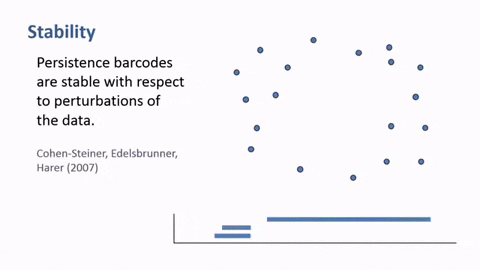 Stability
Persistence barcodes
are stable with respect
to perturbations of
the data.
Cohen-Steiner, Edelsbrunner,
Harer (2007)